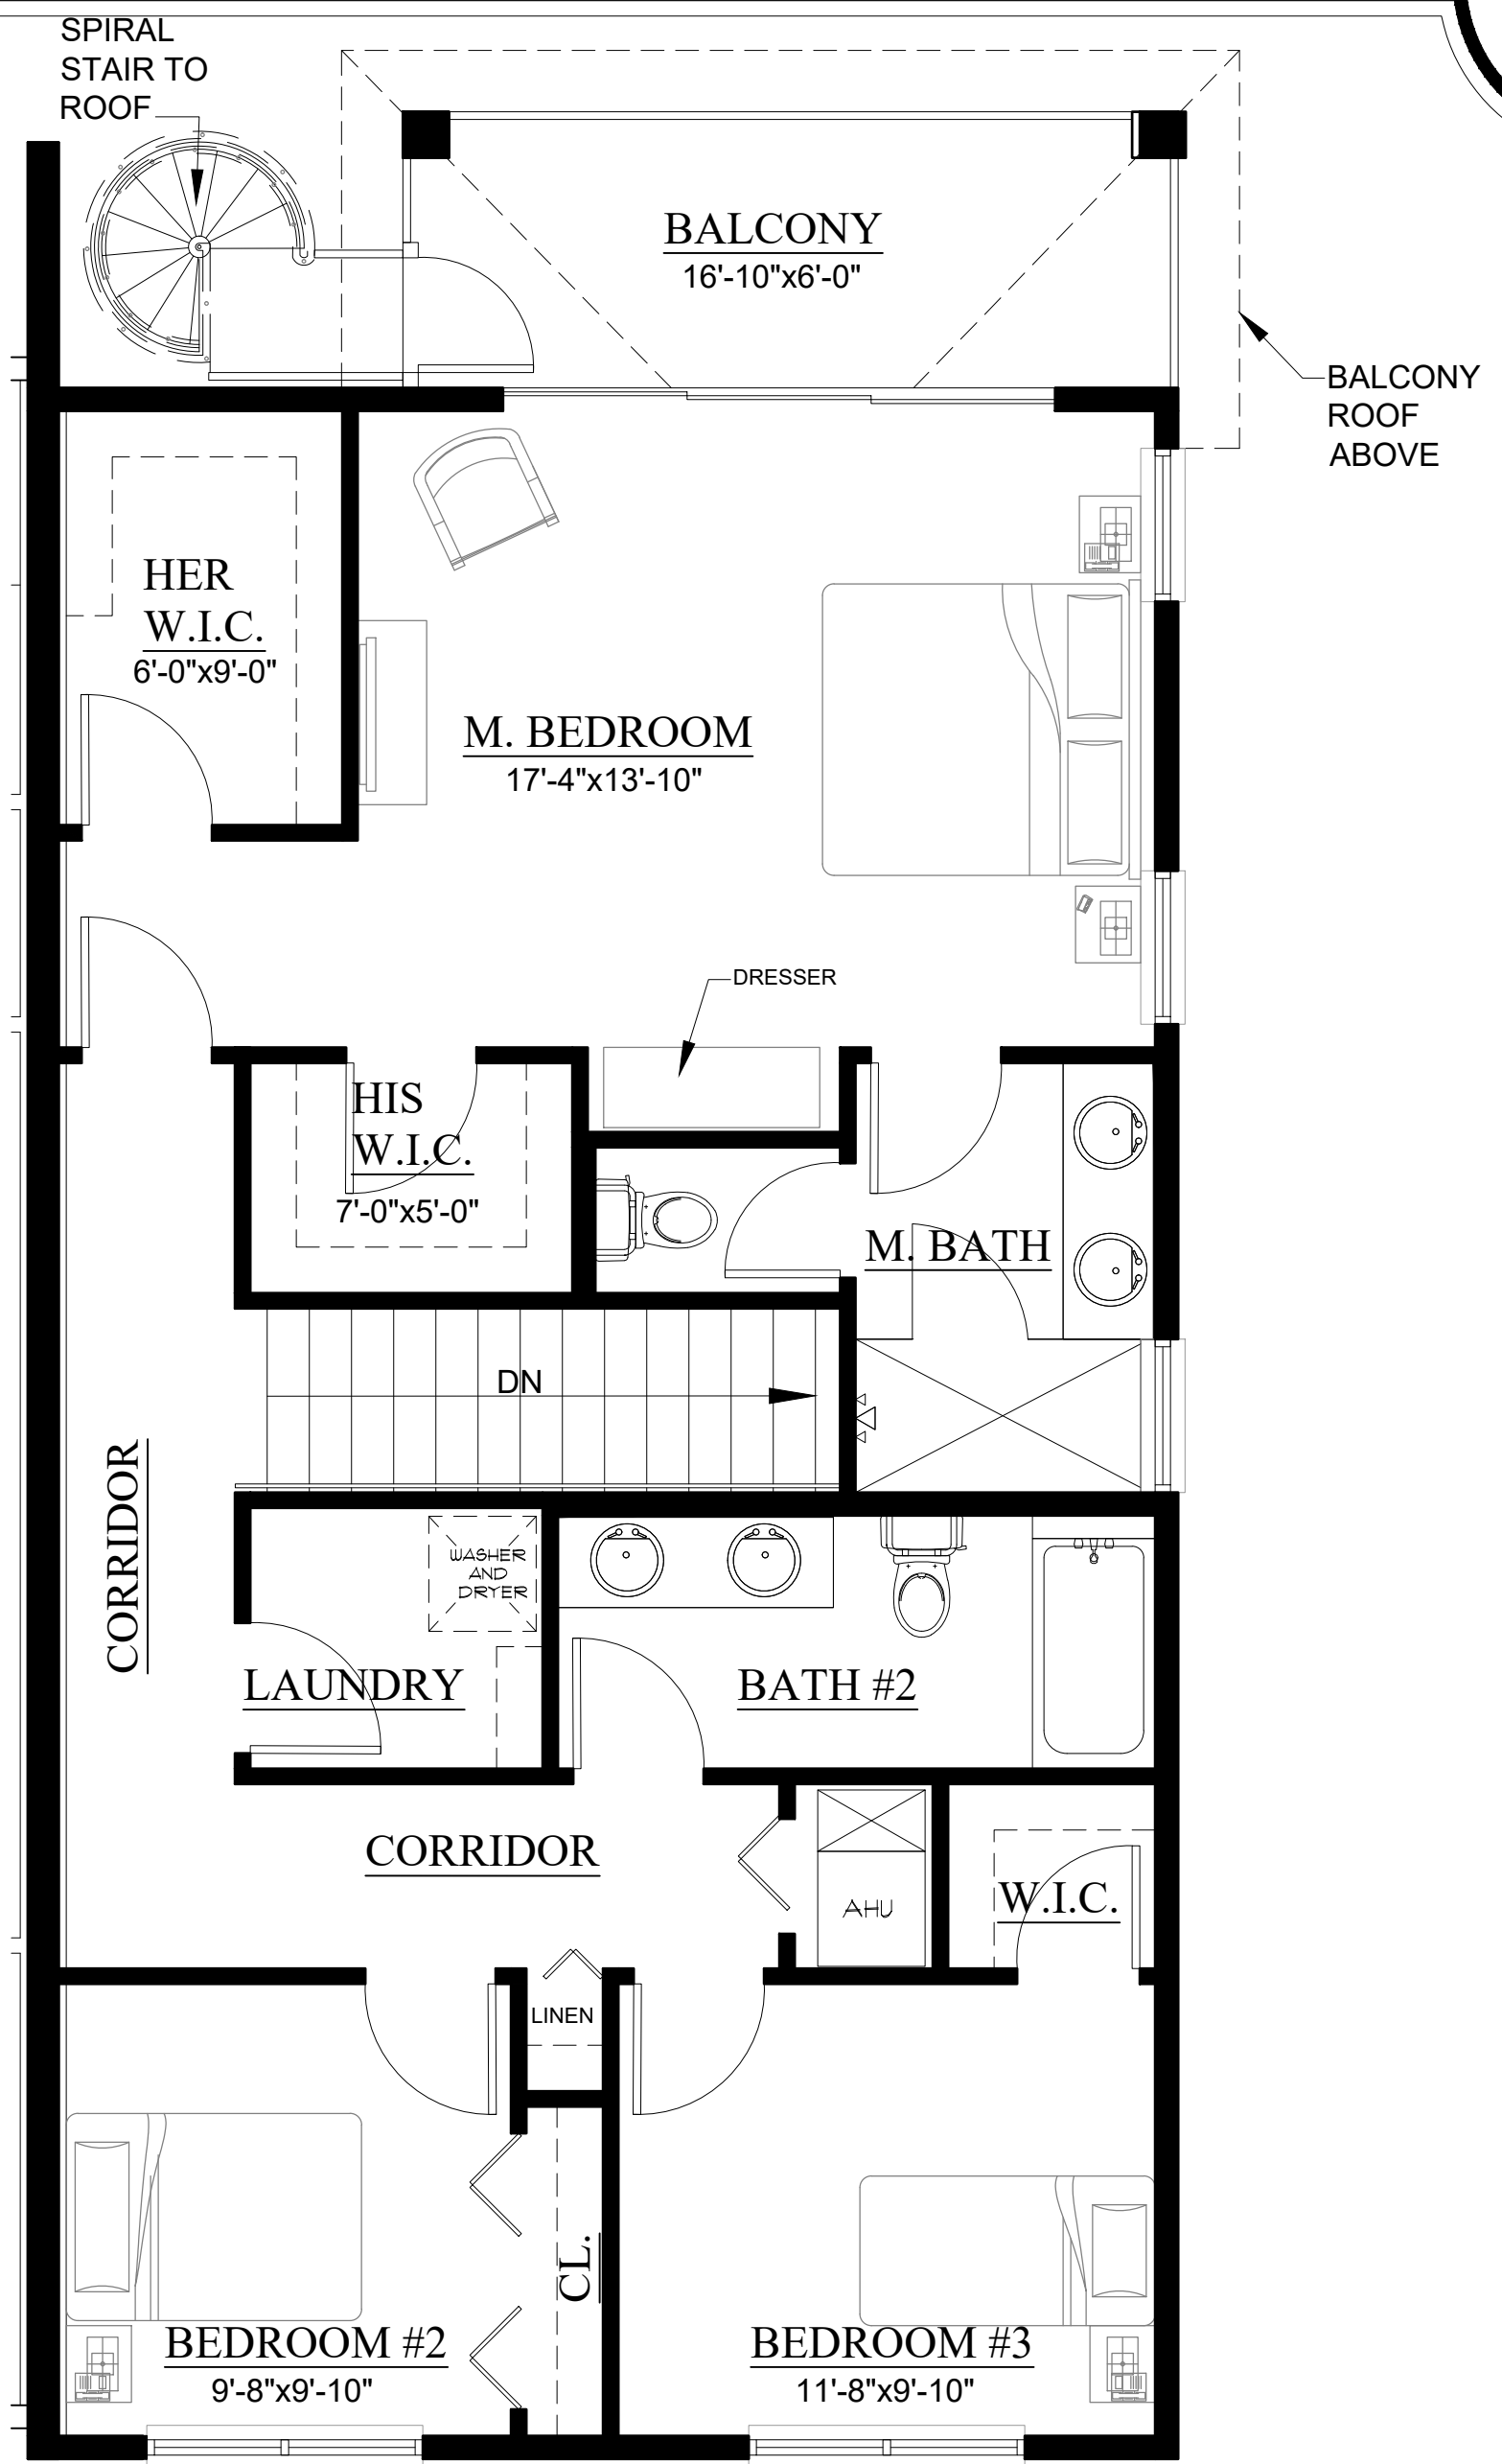 SPIRAL
STAIR TO
ROOF
BALCONY
16'-10"x6'-0"
BALCONY
ROOF
ABOVE
HER
W.I.C.
6'-0"x9'-0"
M. BEDROOM
17'-4"x13'-10"
DRESSER
HIS
W.I.C.
7'-0"x5'-0"
M. BATH
DN
CORRIDOR
WASHER
AND
DRYER
LAUNDRY
BATH #2
CORRIDOR
AHU
W.I.C.
LINEN
CL.
BEDROOM #2
9'-8"x9'-10"
BEDROOM #3
11'-8"x9'-10"